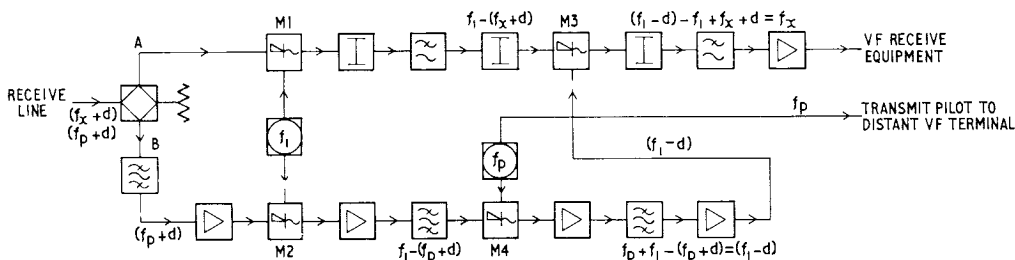 A
M1
f₁-(fₓ+d)
M3
(f₁-d)-f₁+fₓ+d=fₓ
VF RECEIVE
EQUIPMENT
RECEIVE
LINE
(fₓ+d)
(fₚ+d)
B
f₁
fₚ
fₚ
TRANSMIT PILOT TO
DISTANT VF TERMINAL
(f₁-d)
(fₚ+d)
M2
f₁-(fₚ+d)
M4
fₚ+f₁-(fₚ+d)=(f₁-d)